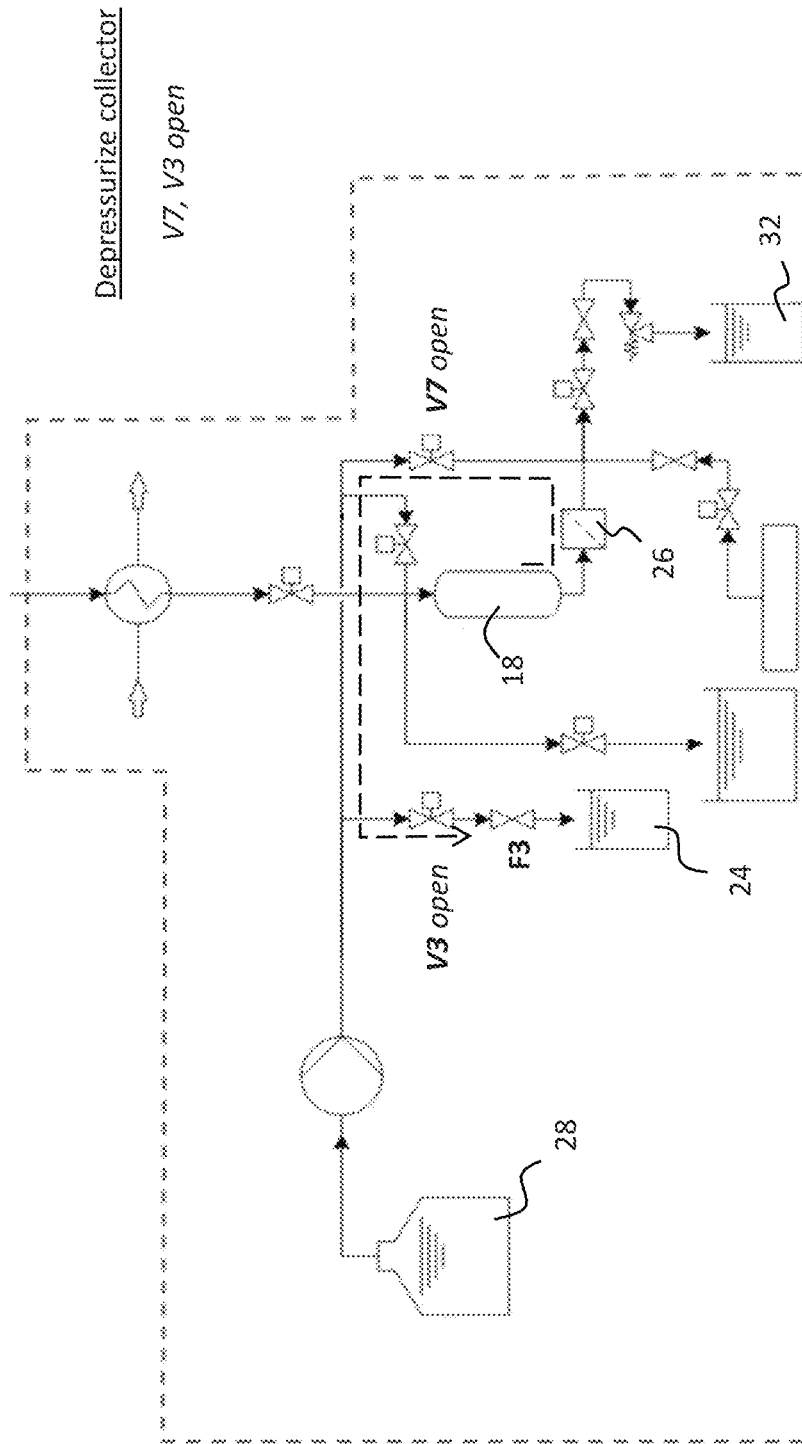 Depressurize collector
V7, V3 open
V7 open
32
26
18
V3 open
F3
24
28